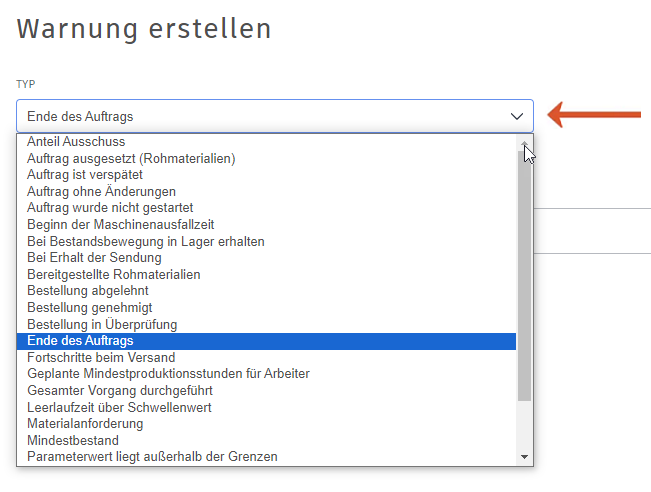 Warnung erstellen
TYP
Ende des Auftrags
Anteil Ausschuss
Auftrag ausgesetzt (Rohmaterialien)
Auftrag ist verspätet
Auftrag ohne Änderungen
Auftrag wurde nicht gestartet
Beginn der Maschinenausfallzeit
Bei Bestandsbewegung in Lager erhalten
Bei Erhalt der Sendung
Bereitgestellte Rohmaterialien
Bestellung abgelehnt
Bestellung genehmigt
Bestellung in Überprüfung
Ende des Auftrags
Fortschritte beim Versand
Geplante Mindestproduktionsstunden für Arbeiter
Gesamter Vorgang durchgeführt
Leerlaufzeit über Schwellenwert
Materialanforderung
Mindestbestand
Parameterwert liegt außerhalb der Grenzen